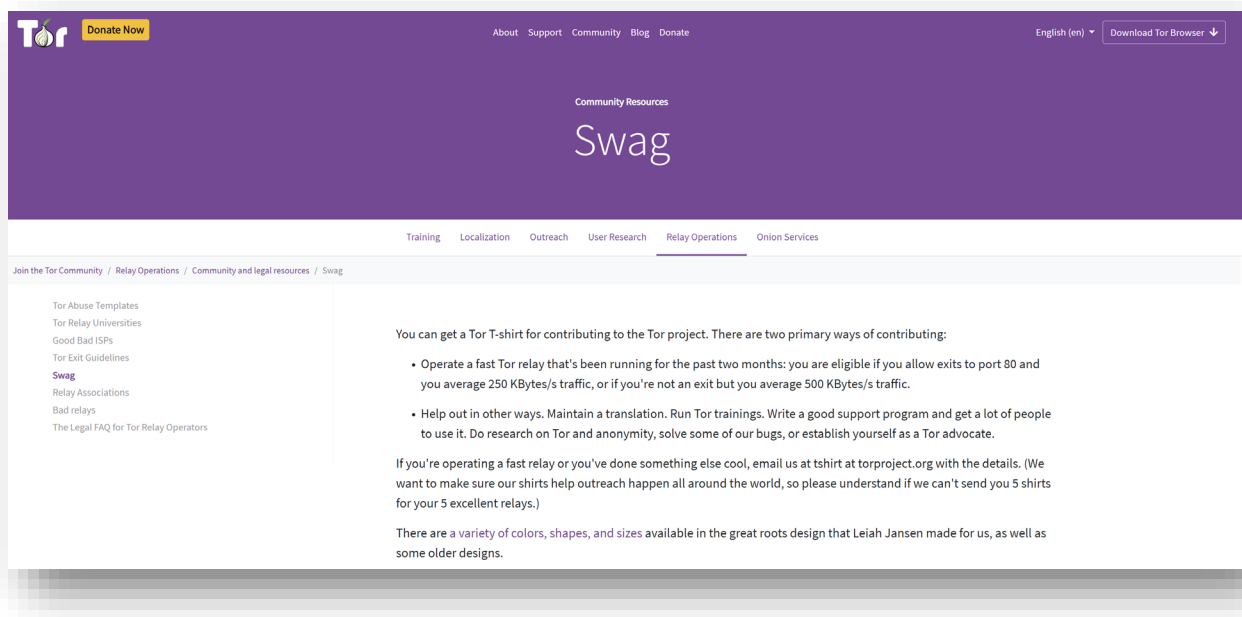 Tor
Donate Now
About Support Community Blog Donate
English (en)
Download Tor Browser
Community Resources
Swag
Training Localization Outreach User Research Relay Operations Onion Services
Join the Tor Community / Relay Operations / Community and legal resources / Swag
Tor Abuse Templates
Tor Relay Universities
Good Bad ISPs
Tor Exit Guidelines
Swag
Relay Associations
Bad relays
The Legal FAQ for Tor Relay Operators
You can get a Tor T-shirt for contributing to the Tor project. There are two primary ways of contributing:
• Operate a fast Tor relay that's been running for the past two months: you are eligible if you allow exits to port 80 and
you average 250 KBytes/s traffic, or if you're not an exit but you average 500 KBytes/s traffic.
• Help out in other ways. Maintain a translation. Run Tor trainings. Write a good support program and get a lot of people
to use it. Do research on Tor and anonymity, solve some of our bugs, or establish yourself as a Tor advocate.
If you're operating a fast relay or you've done something else cool, email us at tshirt at torproject.org with the details. (We
want to make sure our shirts help outreach happen all around the world, so please understand if we can't send you 5 shirts
for your 5 excellent relays.)
There are a variety of colors, shapes, and sizes available in the great roots design that Leiah Jansen made for us, as well as
some older designs.